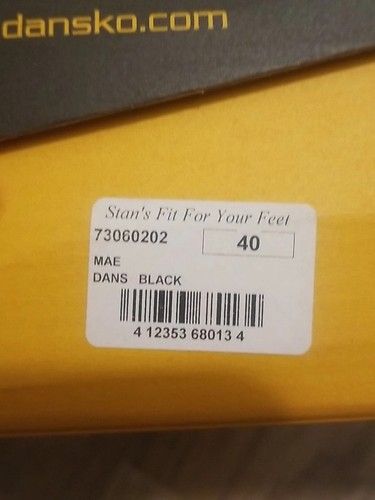 dansko.com
Stan's Fit For Your Feet
73060202 40
MAE
DANS BLACK
4 12353 68013 4